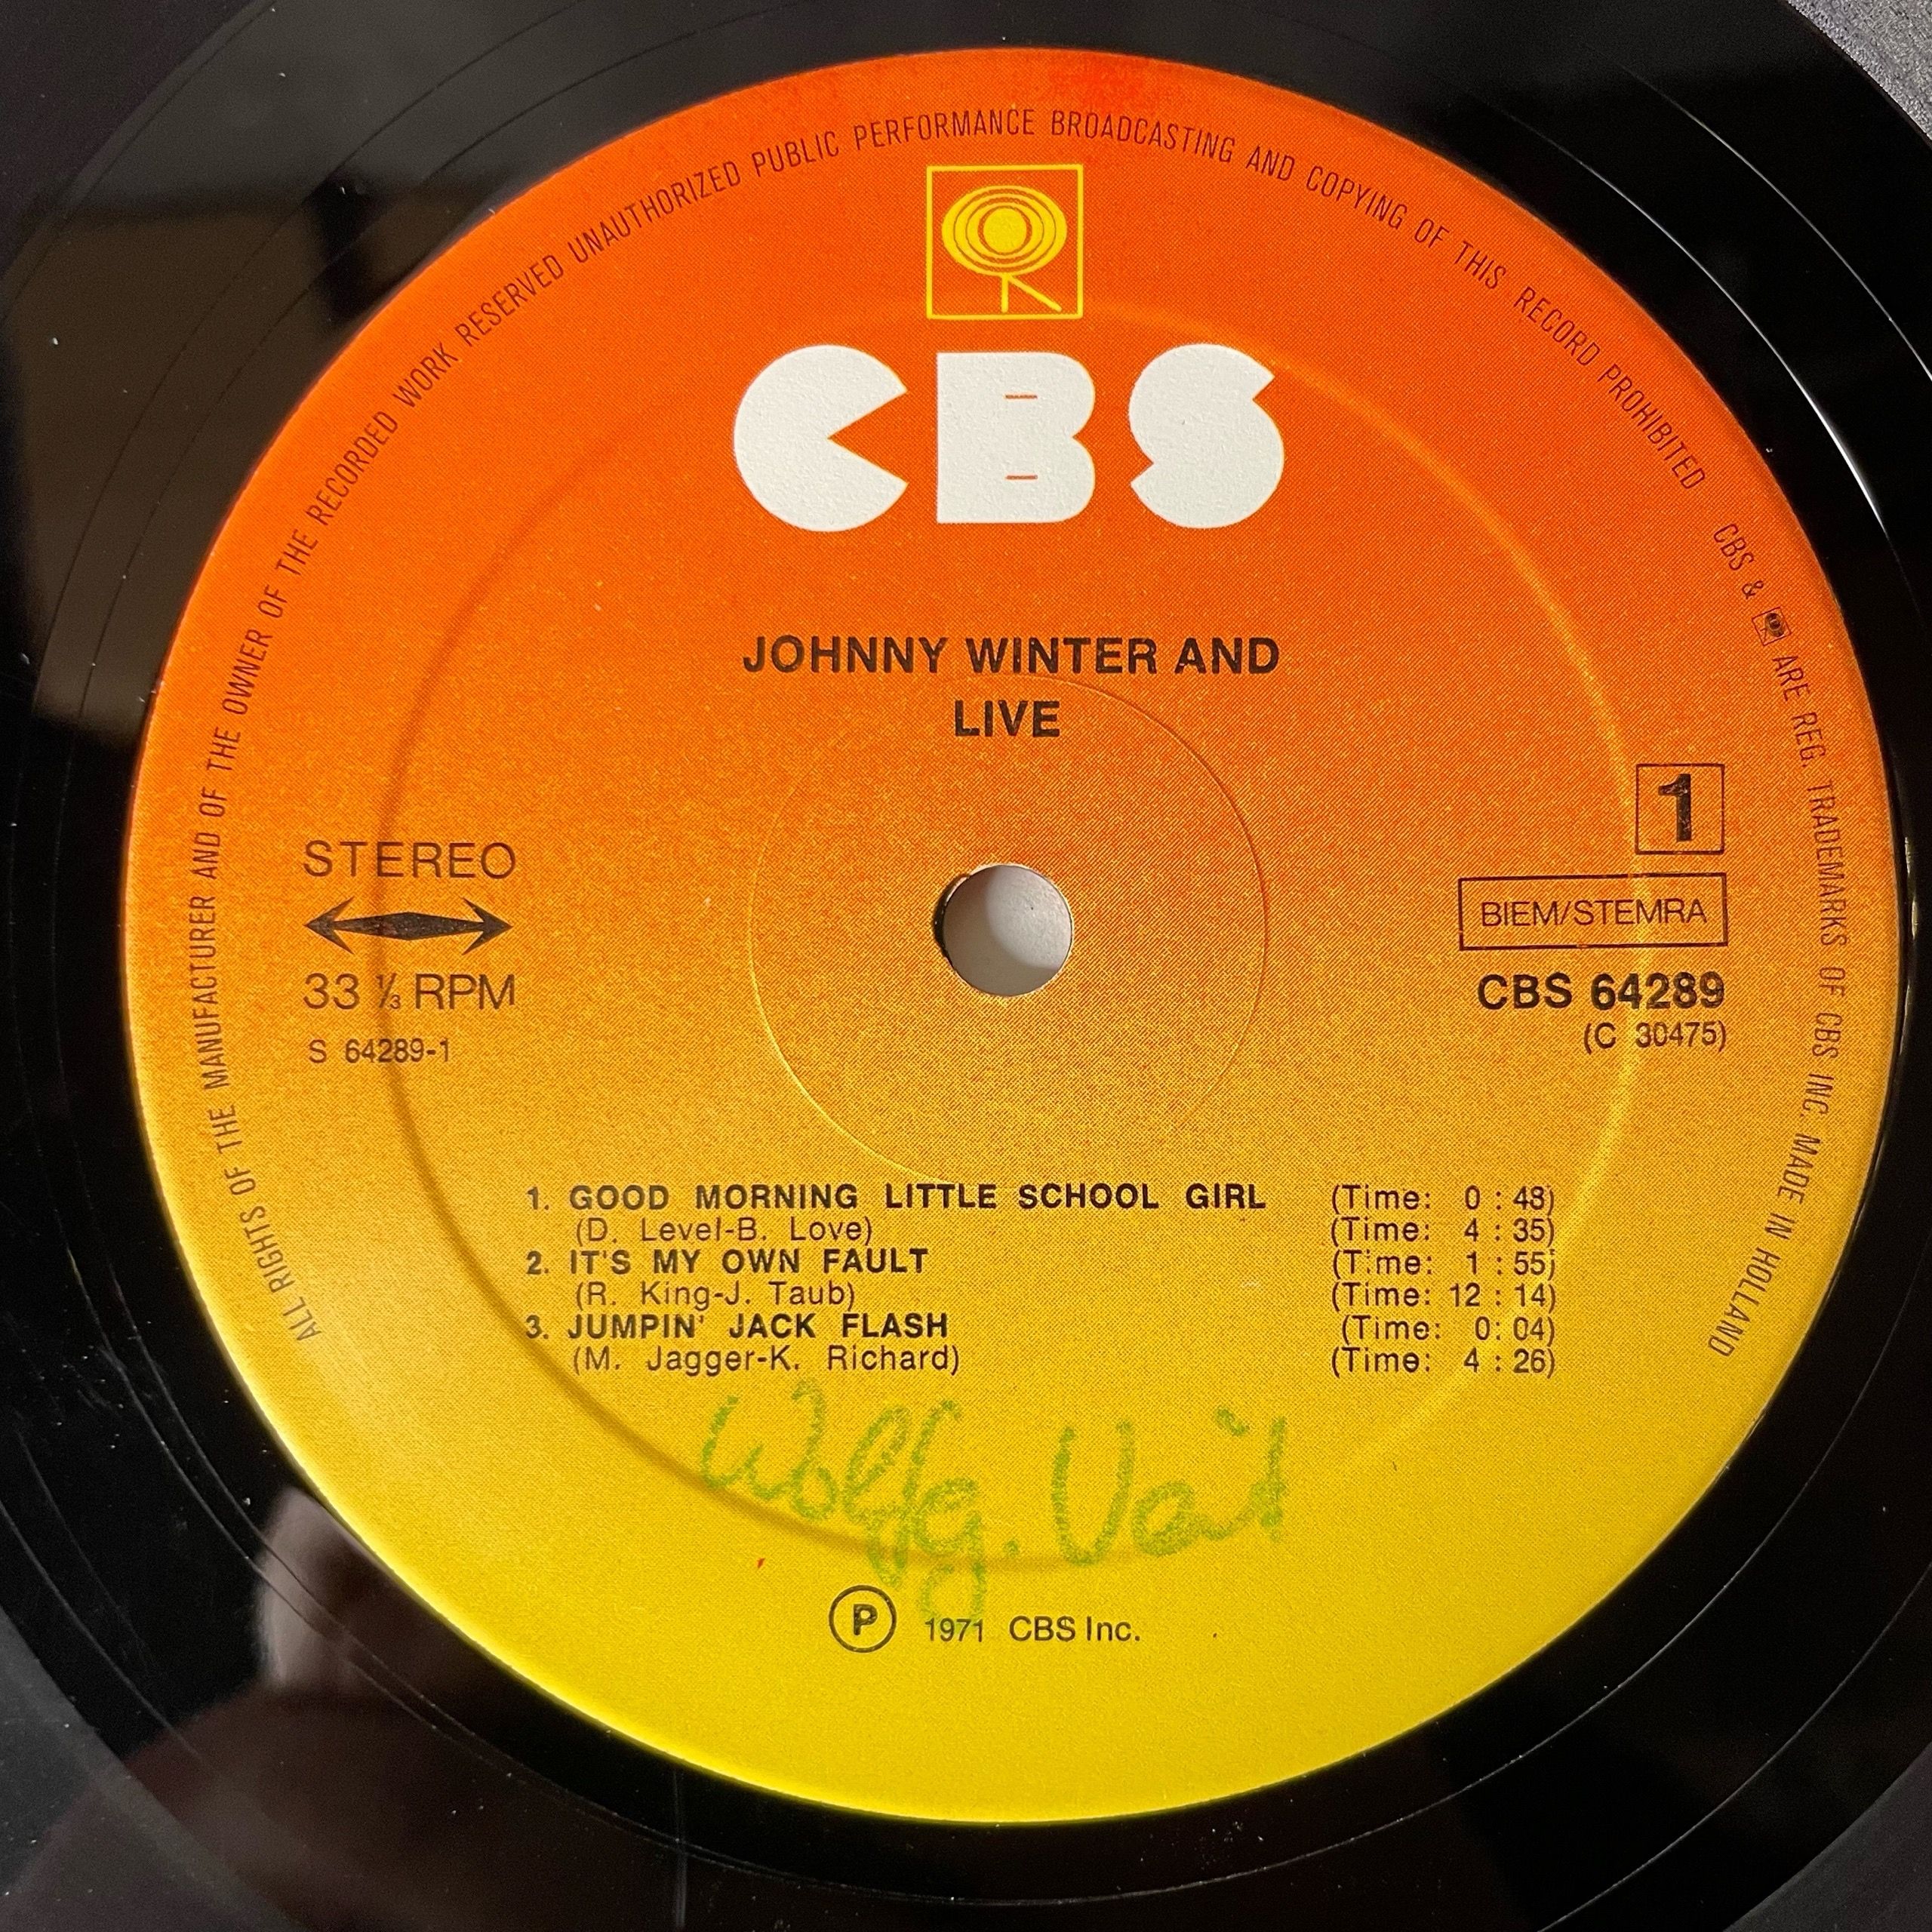 ALL RIGHTS OF THE MANUFACTURER AND OF THE OWNER OF THE RECORDED WORK RESERVED UNAUTHORIZED PUBLIC PERFORMANCE BROADCASTING AND COPYING OF THIS RECORD PROHIBITED CBS & ARE REG. TRADEMARKS OF CBS INC. MADE IN HOLLAND
CBS
JOHNNY WINTER AND
LIVE
1
STEREO
BIEM/STEMRA
33 ⅓ RPM
CBS 64289
S 64289-1
(C 30475)
1. GOOD MORNING LITTLE SCHOOL GIRL (Time: 0 : 48)
(D. Level-B. Love) (Time: 4 : 35)
2. IT'S MY OWN FAULT (Time: 1 : 55)
(R. King-J. Taub) (Time: 12 : 14)
3. JUMPIN' JACK FLASH (Time: 0: 04)
(M. Jagger-K. Richard) (Time: 4 : 26)
Wolfg.
Ⓟ 1971 CBS Inc.